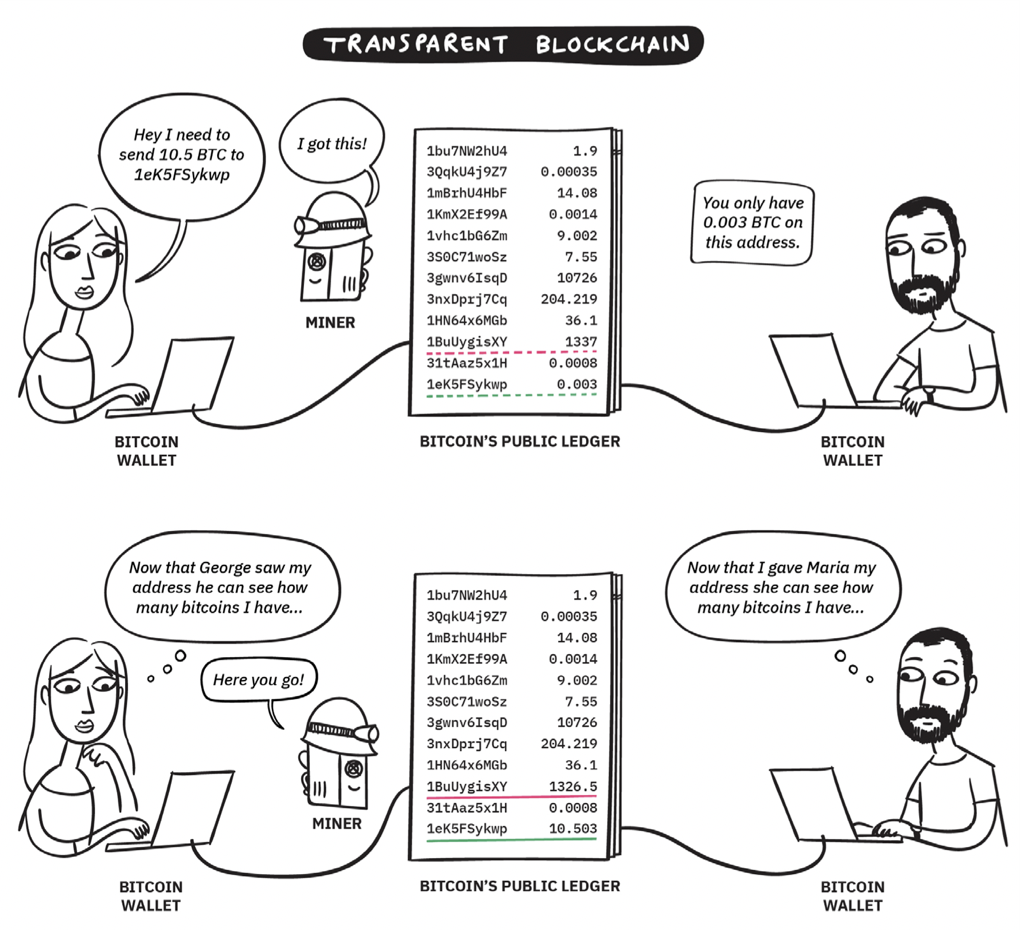 TRANSPARENT BLOCKCHAIN
Hey I need to
send 10.5 BTC to
1eK5FSykwp
I got this!
MINER
1bu7NW2hU4 1.9
3QqkU4j9Z7 0.00035
1mBrhU4HbF 14.08
1KmX2Ef99A 0.0014
1vhc1bG6Zm 9.002
3S0C71woSz 7.55
3gwnv6IsqD 10726
3nxDprj7Cq 204.219
1HN64x6MGb 36.1
1BuUygisXY 1337
31tAaz5x1H 0.0008
1eK5FSykwp 0.003
You only have
0.003 BTC on
this address.
BITCOIN
WALLET
BITCOIN'S PUBLIC LEDGER
BITCOIN
WALLET
Now that George saw my
address he can see how
many bitcoins I have...
Here you go!
MINER
1bu7NW2hU4 1.9
3QqkU4j9Z7 0.00035
1mBrhU4HbF 14.08
1KmX2Ef99A 0.0014
1vhc1bG6Zm 9.002
3S0C71woSz 7.55
3gwnv6IsqD 10726
3nxDprj7Cq 204.219
1HN64x6MGb 36.1
1BuUygisXY 1326.5
31tAaz5x1H 0.0008
1eK5FSykwp 10.503
Now that I gave Maria my
address she can see how
many bitcoins I have...
BITCOIN
WALLET
BITCOIN'S PUBLIC LEDGER
BITCOIN
WALLET